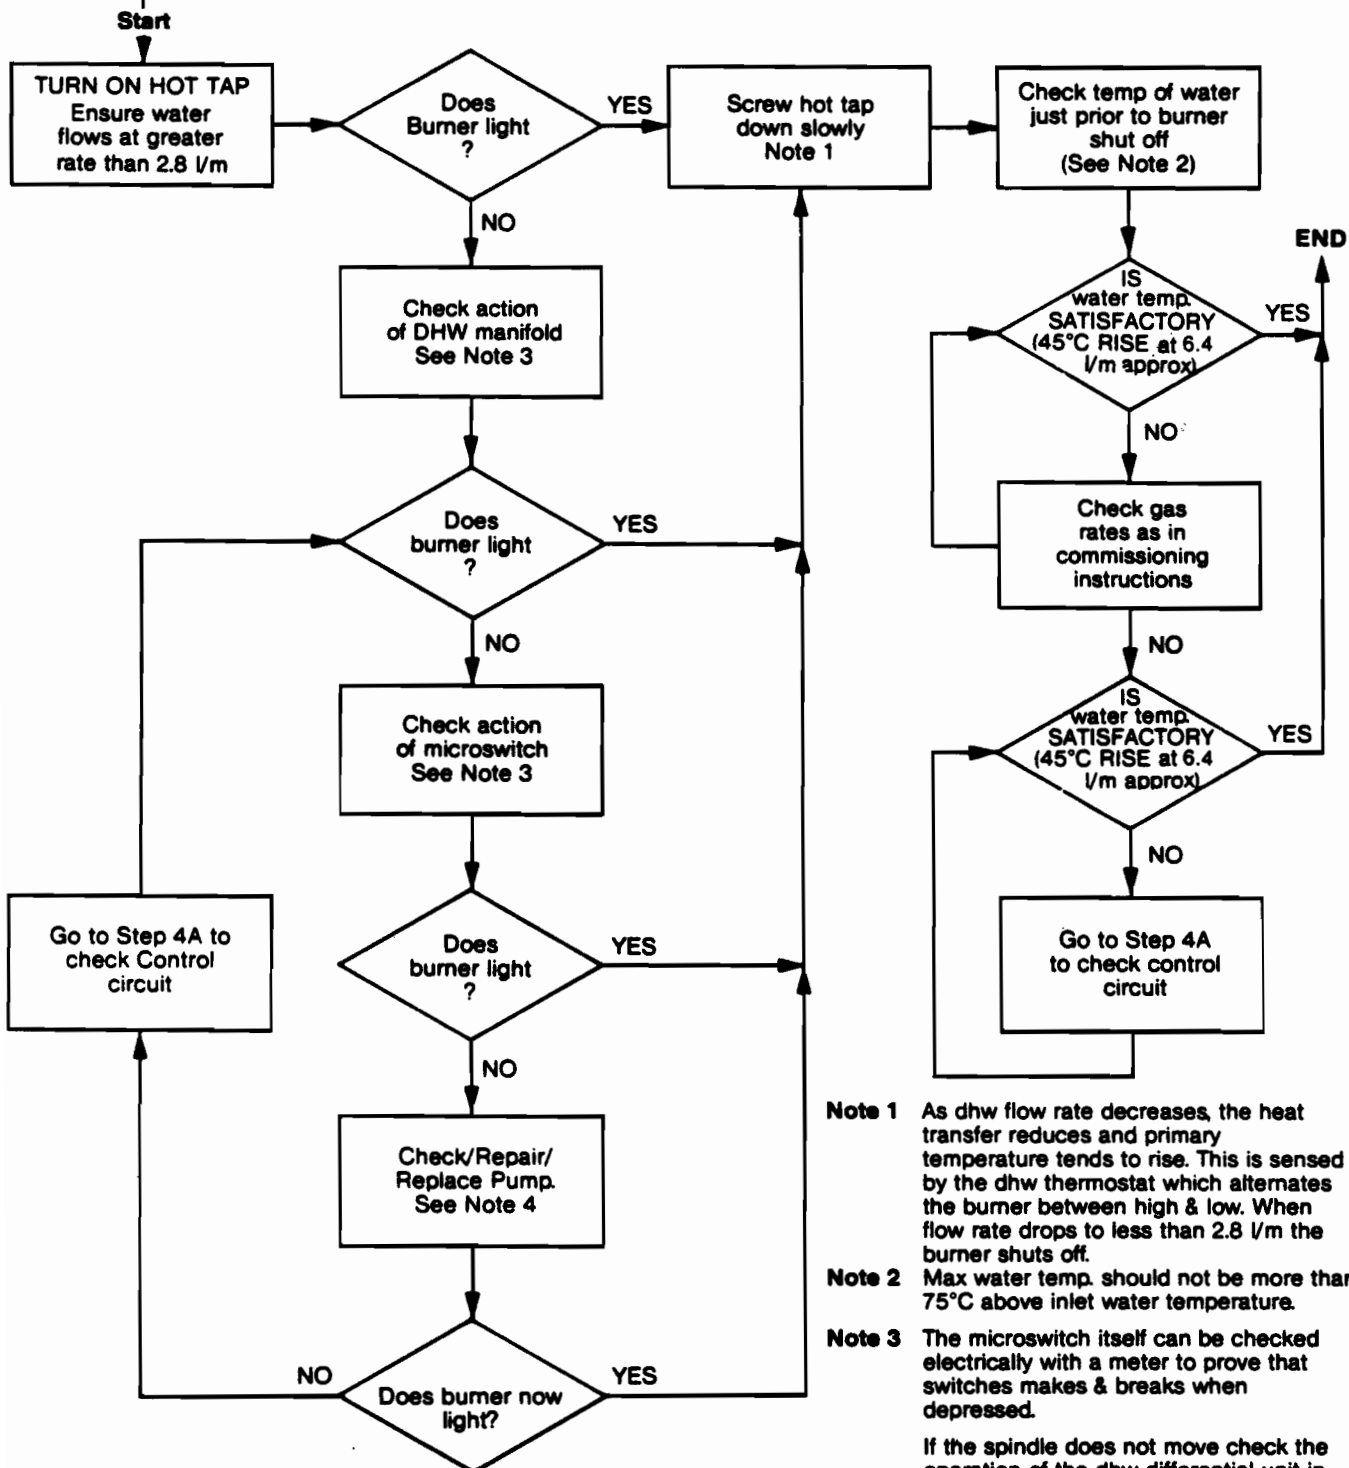 Start
TURN ON HOT TAP
Ensure water
flows at greater
rate than 2.8 l/m
Does
Burner light
?
YES
NO
Screw hot tap
down slowly
Note 1
Check temp of water
just prior to burner
shut off
(See Note 2)
END
IS
water temp.
SATISFACTORY
(45°C RISE at 6.4
l/m approx)
YES
NO
Check gas
rates as in
commissioning
instructions
NO
IS
water temp.
SATISFACTORY
(45°C RISE at 6.4
l/m approx)
YES
NO
Go to Step 4A
to check control
circuit
Check action
of DHW manifold
See Note 3
Does
burner light
?
YES
NO
Check action
of microswitch
See Note 3
Does
burner light
?
YES
NO
Check/Repair/
Replace Pump.
See Note 4
Does burner now
light?
NO
YES
Go to Step 4A to
check Control
circuit
Note 1 As dhw flow rate decreases, the heat
transfer reduces and primary
temperature tends to rise. This is sensed
by the dhw thermostat which alternates
the burner between high & low. When
flow rate drops to less than 2.8 l/m the
burner shuts off.
Note 2 Max water temp. should not be more than
75°C above inlet water temperature.
Note 3 The microswitch itself can be checked
electrically with a meter to prove that
switches makes & breaks when
depressed.
If the spindle does not move check the
operation of the dhw differential unit in